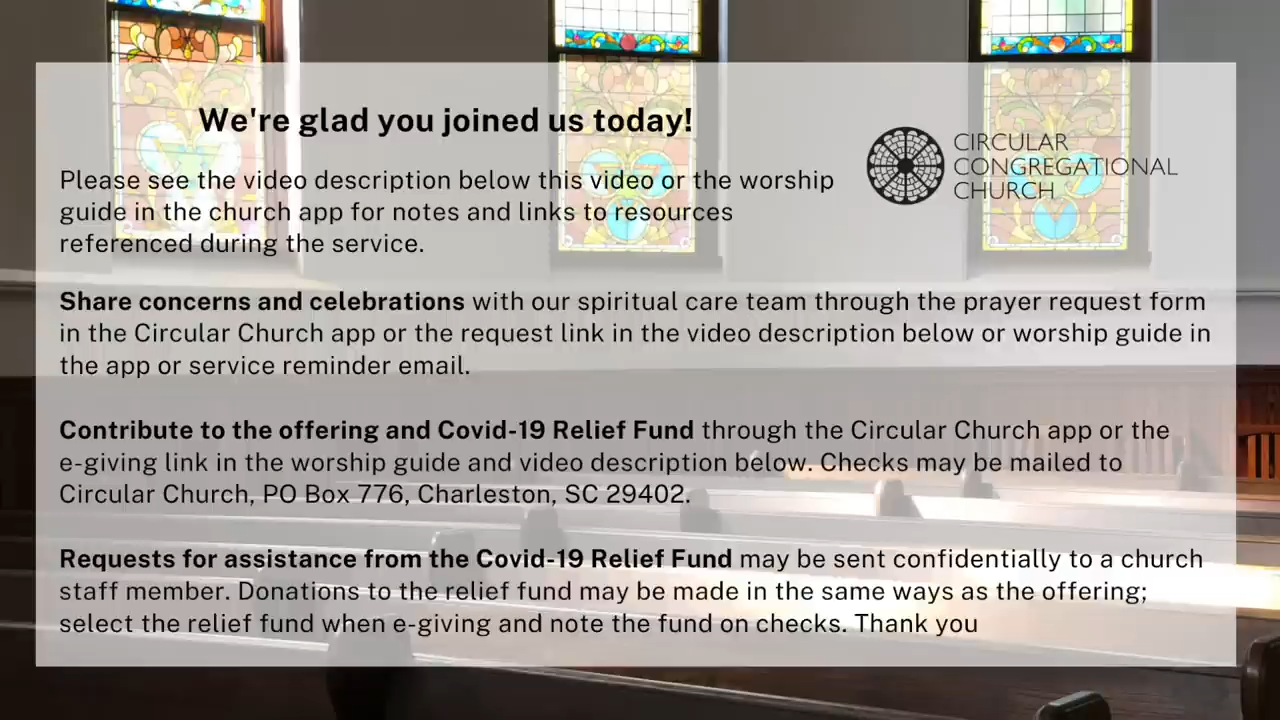 We're glad you joined us today!
CIRCULAR
CONGREGATIONAL
CHURCH
Please see the video description below this video or the worship
guide in the church app for notes and links to resources
referenced during the service.
Share concerns and celebrations with our spiritual care team through the prayer request form
in the Circular Church app or the request link in the video description below or worship guide in
the app or service reminder email.
Contribute to the offering and Covid-19 Relief Fund through the Circular Church app or the
e-giving link in the worship guide and video description below. Checks may be mailed to
Circular Church, PO Box 776, Charleston, SC 29402.
Requests for assistance from the Covid-19 Relief Fund may be sent confidentially to a church
staff member. Donations to the relief fund may be made in the same ways as the offering;
select the relief fund when e-giving and note the fund on checks. Thank you